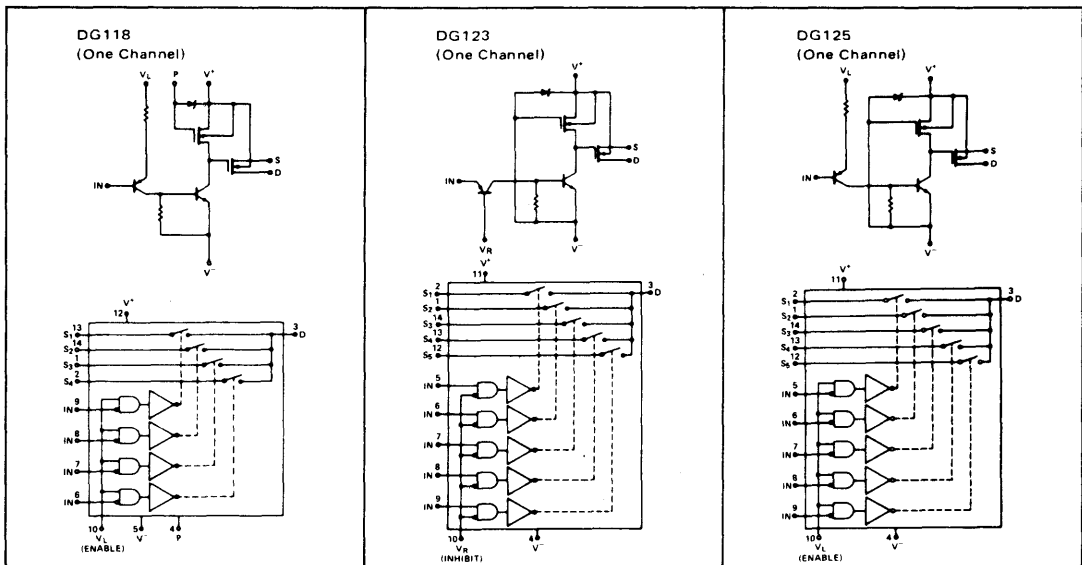 DG118
(One Channel)
VL P V+
S
D
IN
V-
V+
12
S1 13
S2 14
S3 1
S4 2
3 D
IN 9
IN 8
IN 7
IN 6
10 5 4
VL V- P
(ENABLE)
DG123
(One Channel)
V+
S
D
IN
VR
V-
V+
11
S1 2
S2 1
S3 14
S4 13
S5 12
3 D
IN 5
IN 6
IN 7
IN 8
IN 9
10 4
VR V-
(INHIBIT)
DG125
(One Channel)
VL V+
S
D
IN
V-
V+
11
S1 2
S2 1
S3 14
S4 13
S5 12
3 D
IN 5
IN 6
IN 7
IN 8
IN 9
10 4
VL V-
(ENABLE)